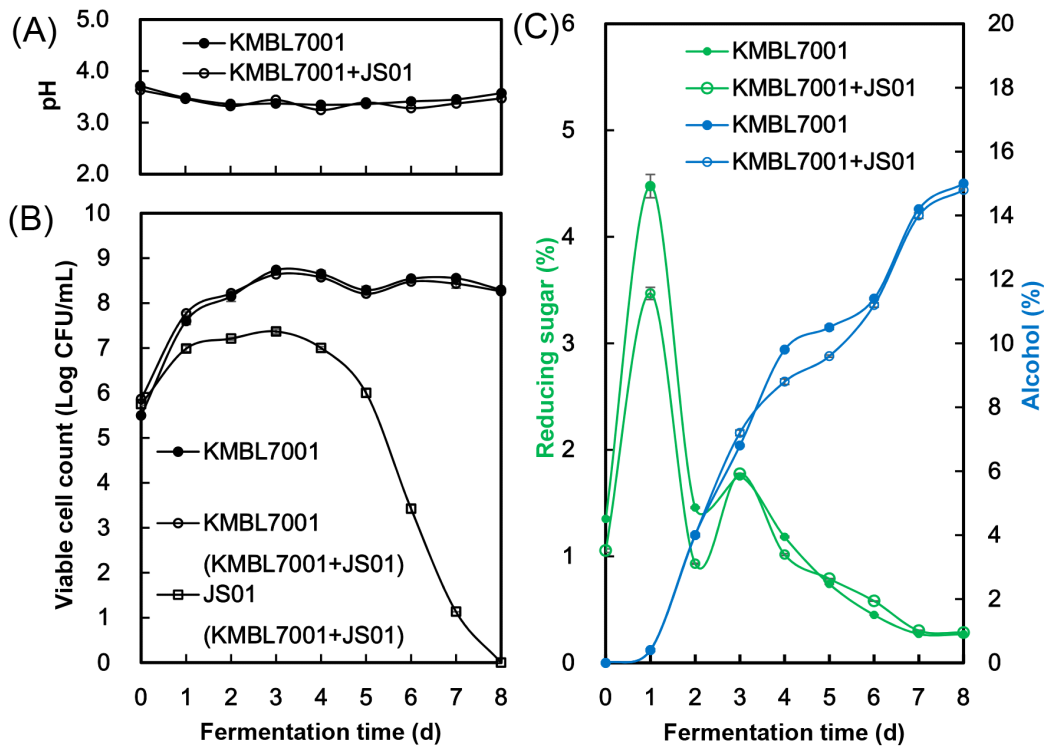 (A)
5.0
4.0
3.0
2.0
pH
KMBL7001
KMBL7001+JS01
(B)
10
9
8
7
6
5
4
3
2
1
0
Viable cell count (Log CFU/mL)
KMBL7001
KMBL7001
(KMBL7001+JS01)
JS01
(KMBL7001+JS01)
0 1 2 3 4 5 6 7 8
Fermentation time (d)
(C)
6
5
4
3
2
1
0
Reducing sugar (%)
KMBL7001
KMBL7001+JS01
KMBL7001
KMBL7001+JS01
20
18
16
14
12
10
8
6
4
2
0
Alcohol (%)
0 1 2 3 4 5 6 7 8
Fermentation time (d)